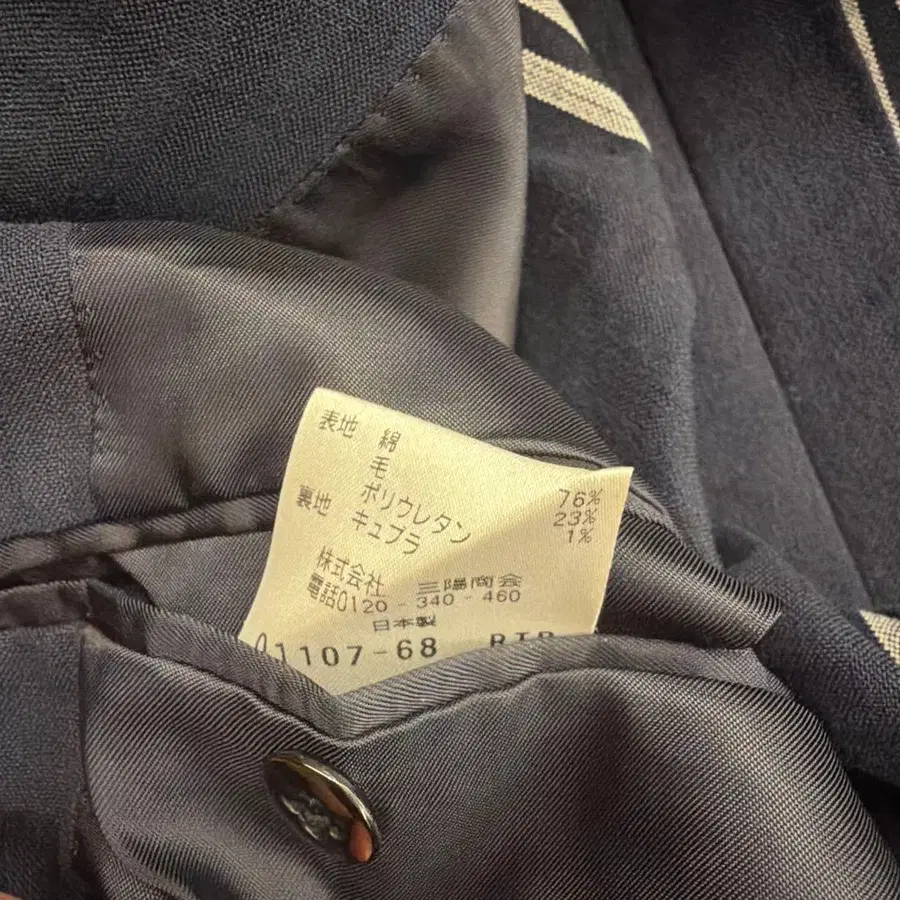 表地 綿 76%
毛 23%
ポリウレタン 1%
裏地 キュプラ
株式会社 三陽商会
電話0120-340-460
日本製
01107-68